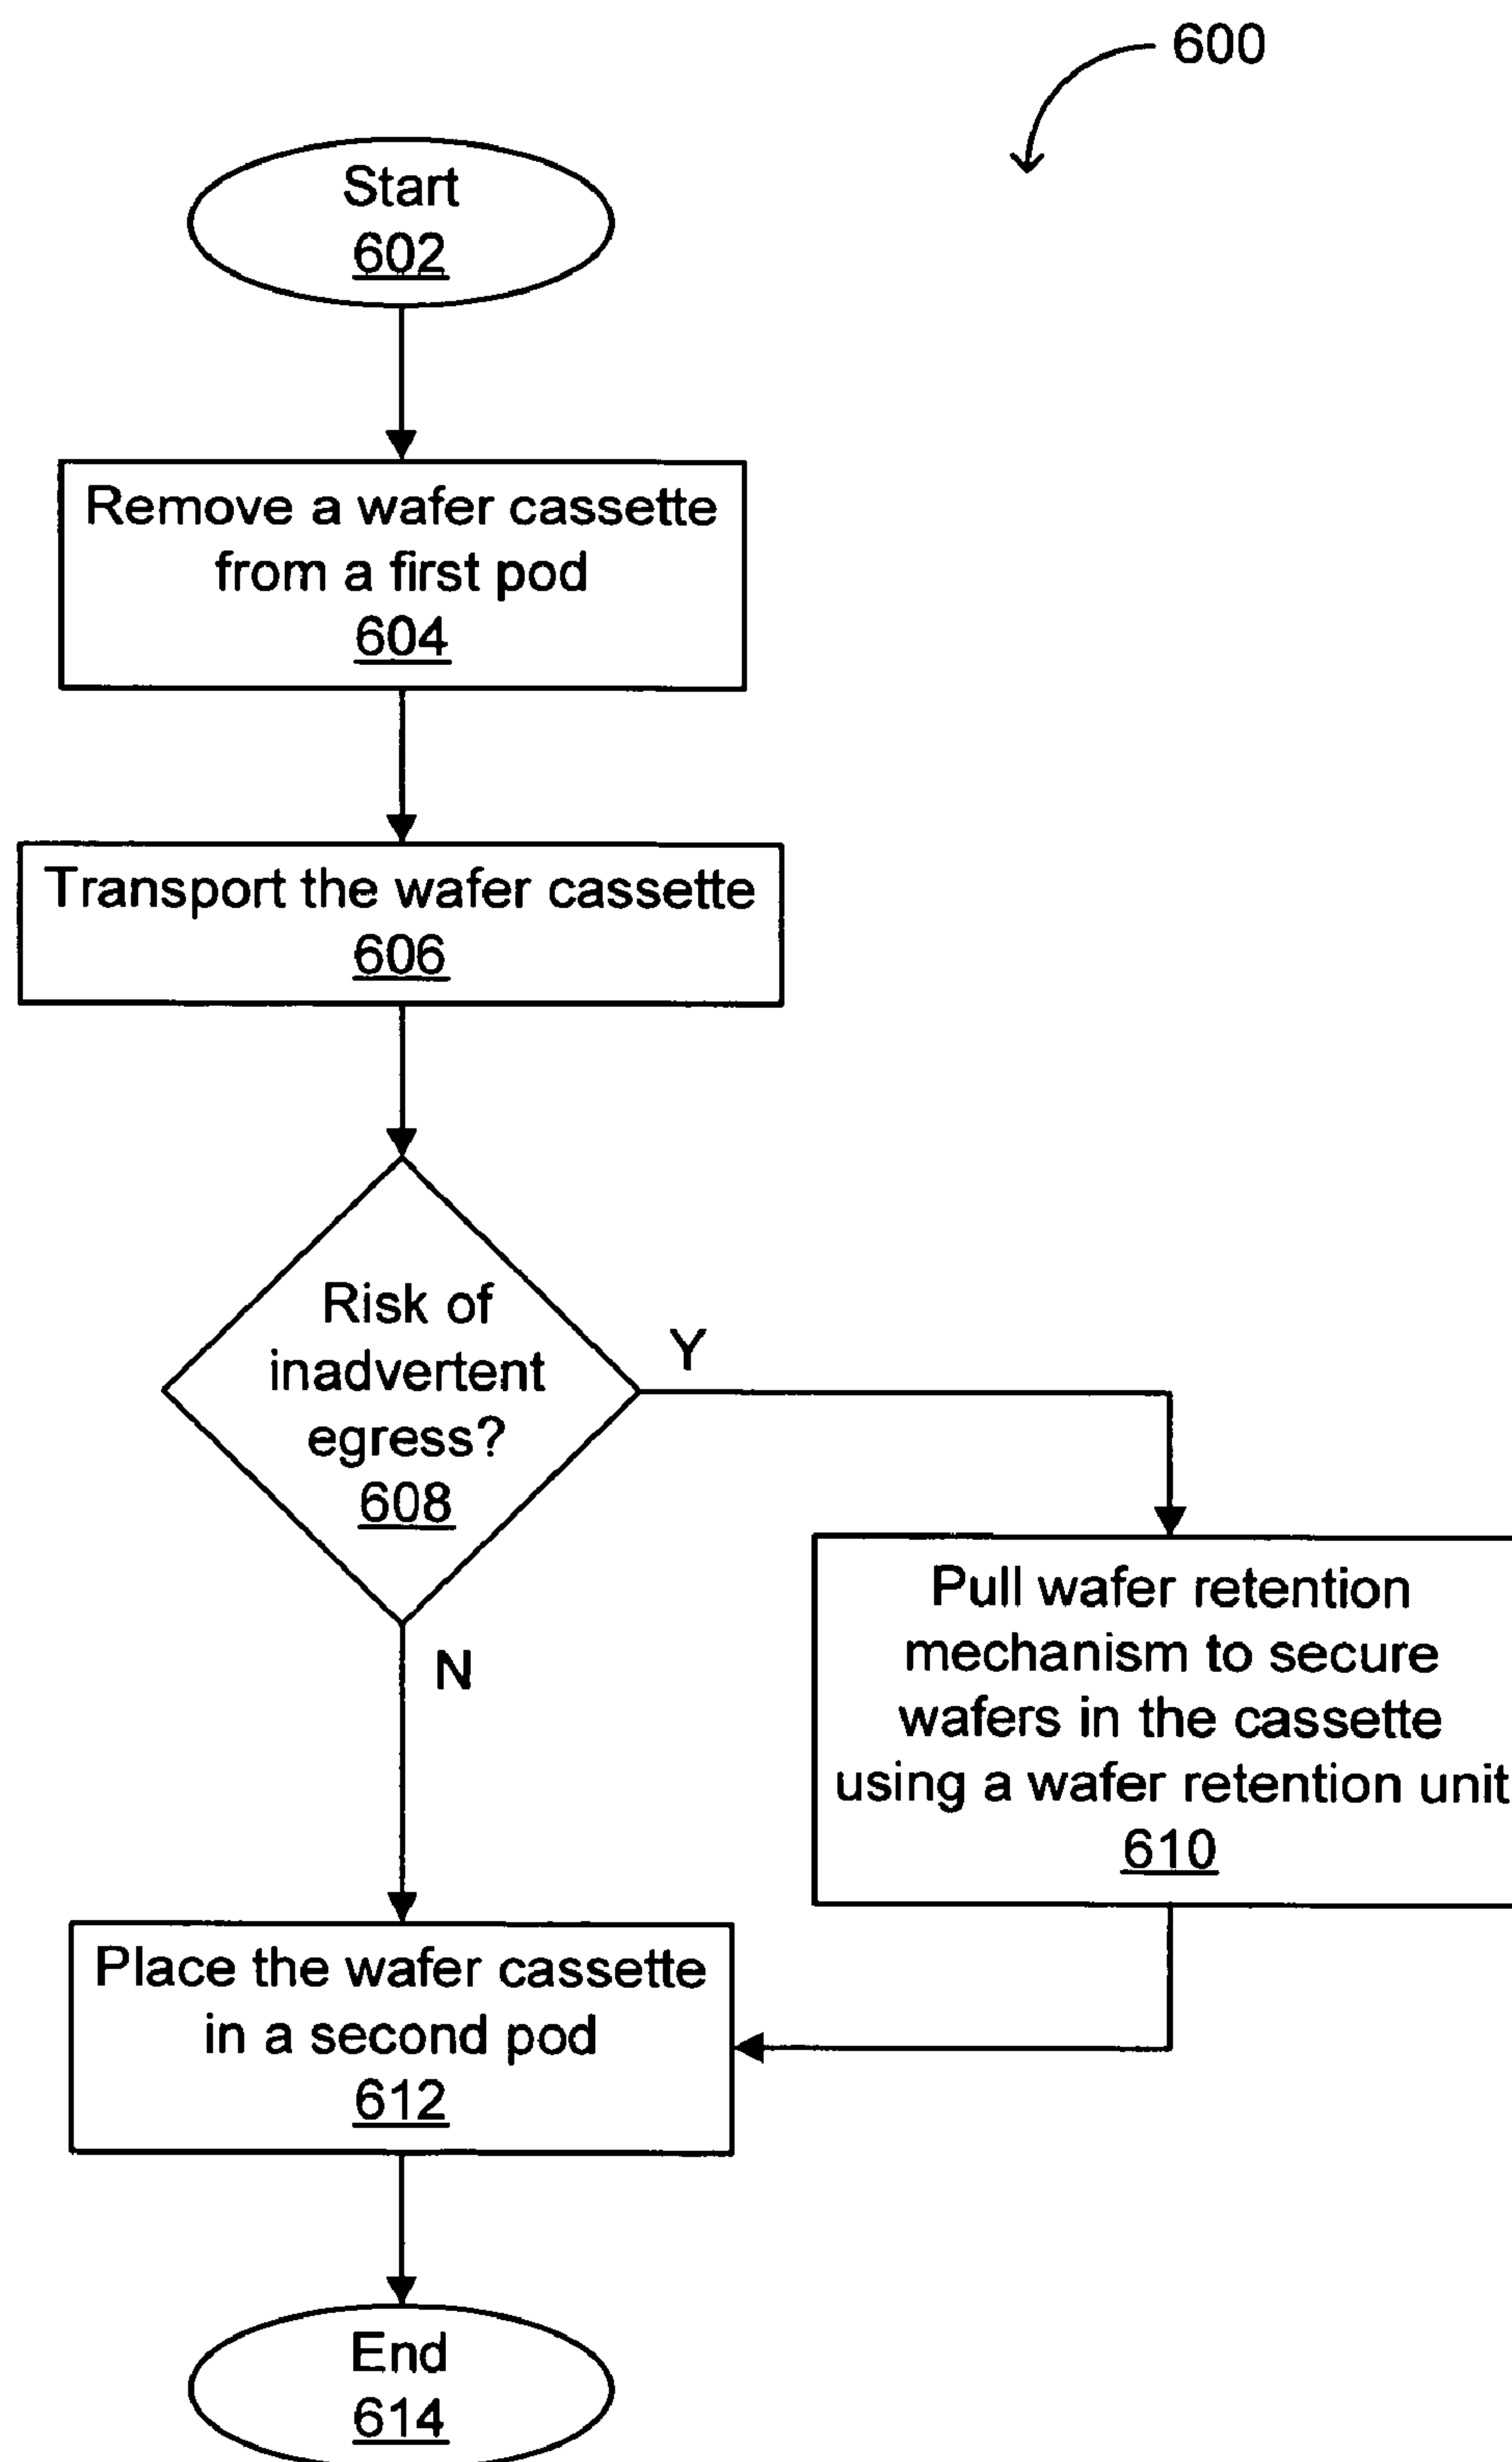 600
Start
602
Remove a wafer cassette
from a first pod
604
Transport the wafer cassette
606
Risk of
inadvertent
egress?
608
Y
N
Pull wafer retention
mechanism to secure
wafers in the cassette
using a wafer retention unit
610
Place the wafer cassette
in a second pod
612
End
614